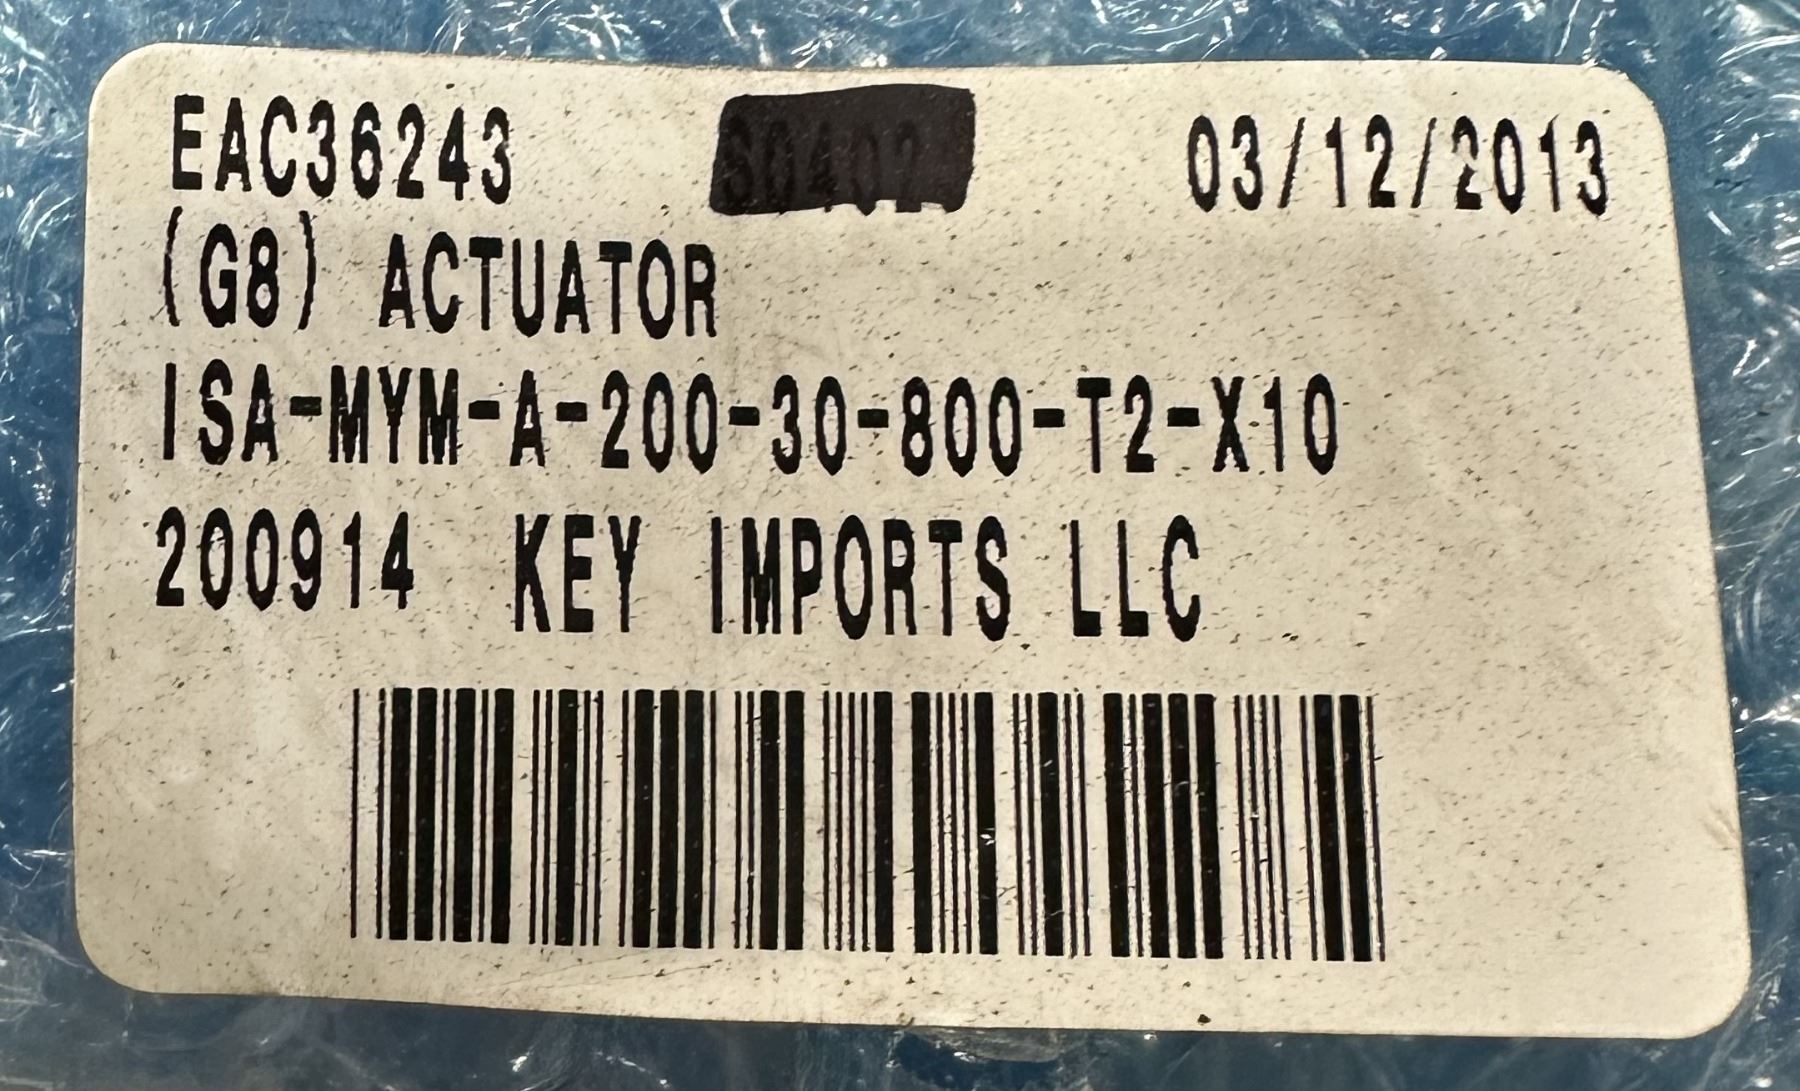 EAC36243 03/12/2013
(G8) ACTUATOR
ISA-MYM-A-200-30-800-T2-X10
200914 KEY IMPORTS LLC